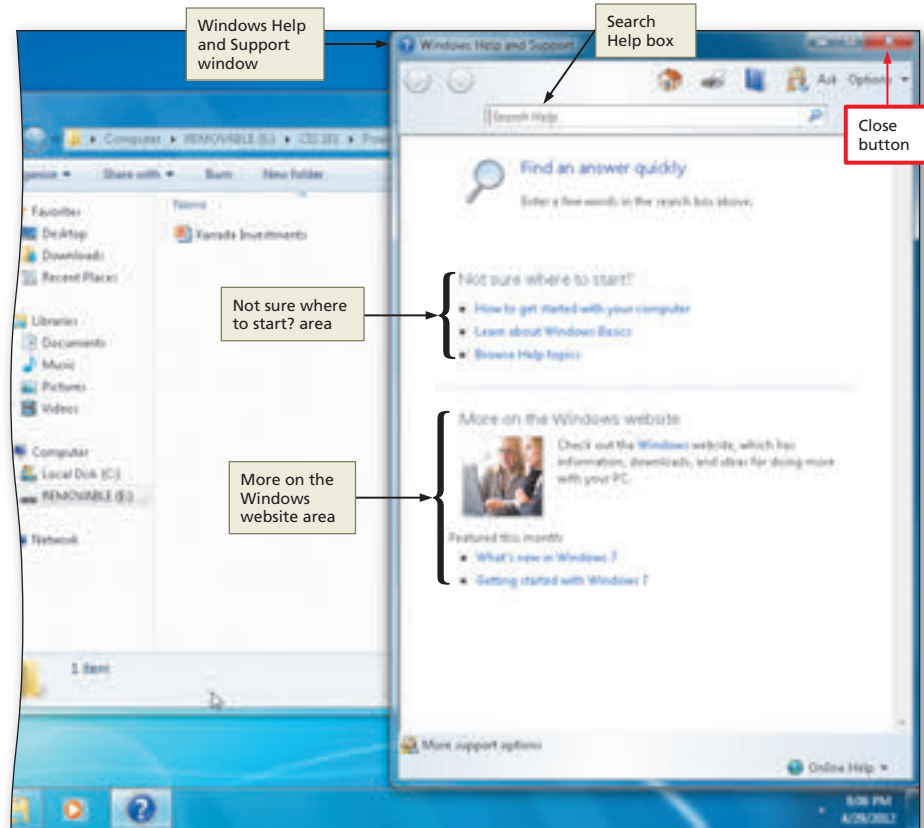 Windows Help
and Support
window
Search
Help box
Close
button
Not sure where
to start? area
More on the
Windows
website area
Windows Help and Support
Ask Options
Search Help
Find an answer quickly
Enter a few words in the search box above.
Not sure where to start?
How to get started with your computer
Learn about Windows Basics
Browse Help topics
More on the Windows website
Check out the Windows website, which has
information, downloads, and ideas for doing more
with your PC.
Featured this month
What's new in Windows 7
Getting started with Windows 7
More support options
Online Help
Computer REMOVABLE (E:)
Share with Burn New folder
Name
Favorites
Desktop
Downloads
Recent Places
Libraries
Documents
Music
Pictures
Videos
Computer
Local Disk (C:)
REMOVABLE (E:)
Network
Investments
1 item
8:06 PM
4/29/2012